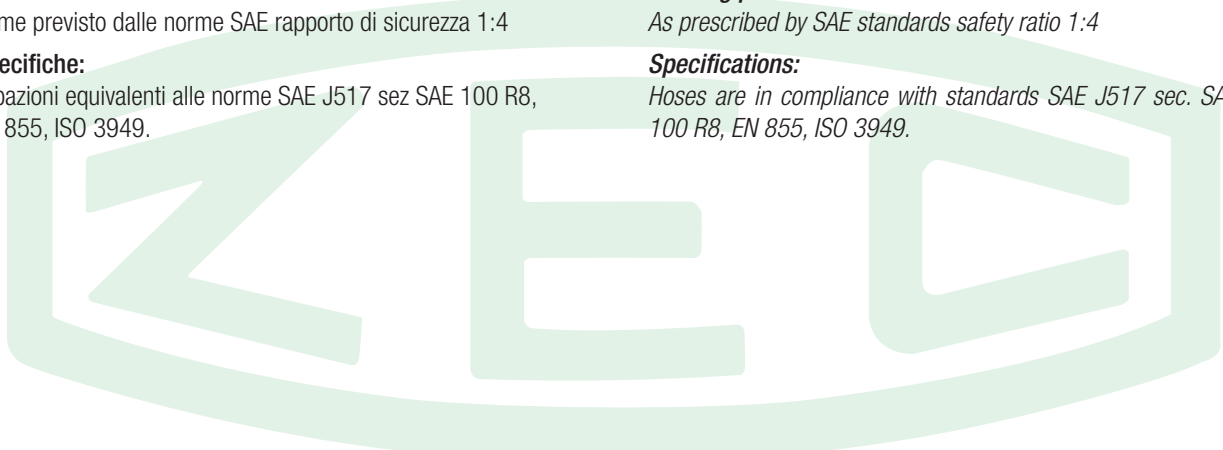 me previsto dalle norme SAE rapporto di sicurezza 1:4
ecifiche:
bazioni equivalenti alle norme SAE J517 sez SAE 100 R8,
855, ISO 3949.
As prescribed by SAE standards safety ratio 1:4
Specifications:
Hoses are in compliance with standards SAE J517 sec. SA
100 R8, EN 855, ISO 3949.
ZEC